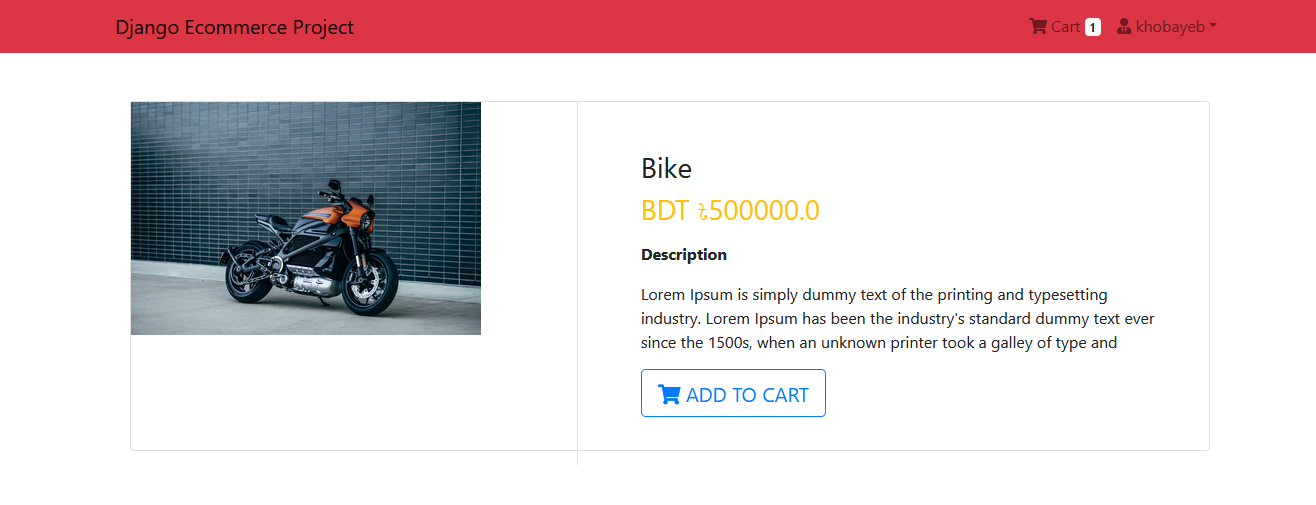 Django Ecommerce Project
Cart 1 khobayeb
Bike
BDT ৳500000.0
Description
Lorem Ipsum is simply dummy text of the printing and typesetting
industry. Lorem Ipsum has been the industry's standard dummy text ever
since the 1500s, when an unknown printer took a galley of type and
ADD TO CART